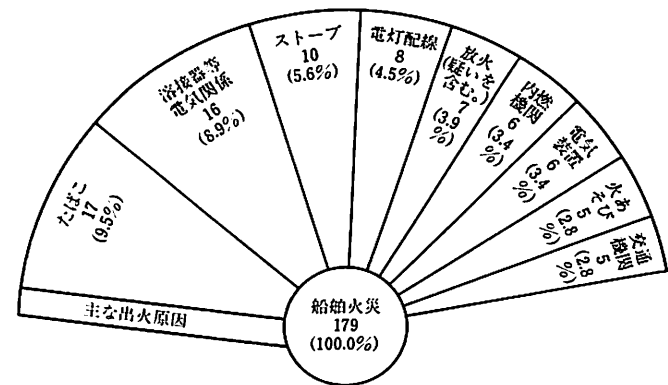 主な出火原因
たばこ
17
(9.5%)
溶接器等
電気関係
16
(8.9%)
ストーブ
10
(5.6%)
電灯配線
8
(4.5%)
放火
(疑いを
含む。)
7
(3.9
%)
内燃
機関
6
(3.4
%)
電気
装置
6
(3.4
%)
火あ
そび
5
(2.8
%)
交通
機関
5
(2.8
%)
船舶火災
179
(100.0%)